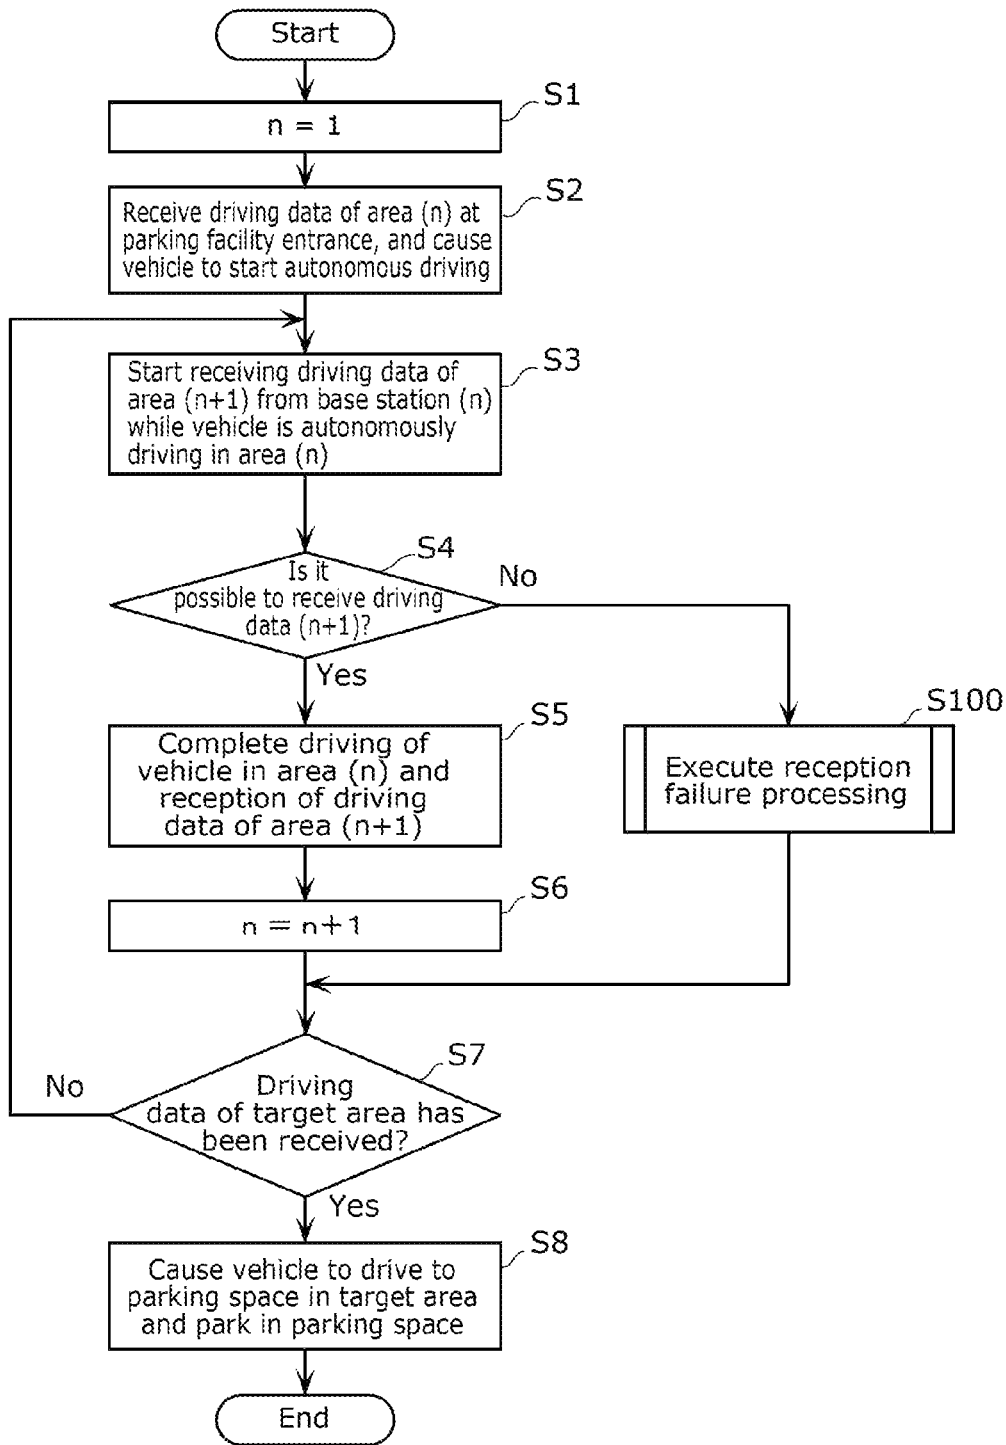 Start
S1
n = 1
S2
Receive driving data of area (n) at
parking facility entrance, and cause
vehicle to start autonomous driving
S3
Start receiving driving data of
area (n+1) from base station (n)
while vehicle is autonomously
driving in area (n)
S4
Is it
possible to receive driving
data (n+1)?
No
Yes
S5
Complete driving of
vehicle in area (n) and
reception of driving
data of area (n+1)
S100
Execute reception
failure processing
S6
n = n+1
S7
Driving
data of target area has
been received?
No
Yes
S8
Cause vehicle to drive to
parking space in target area
and park in parking space
End